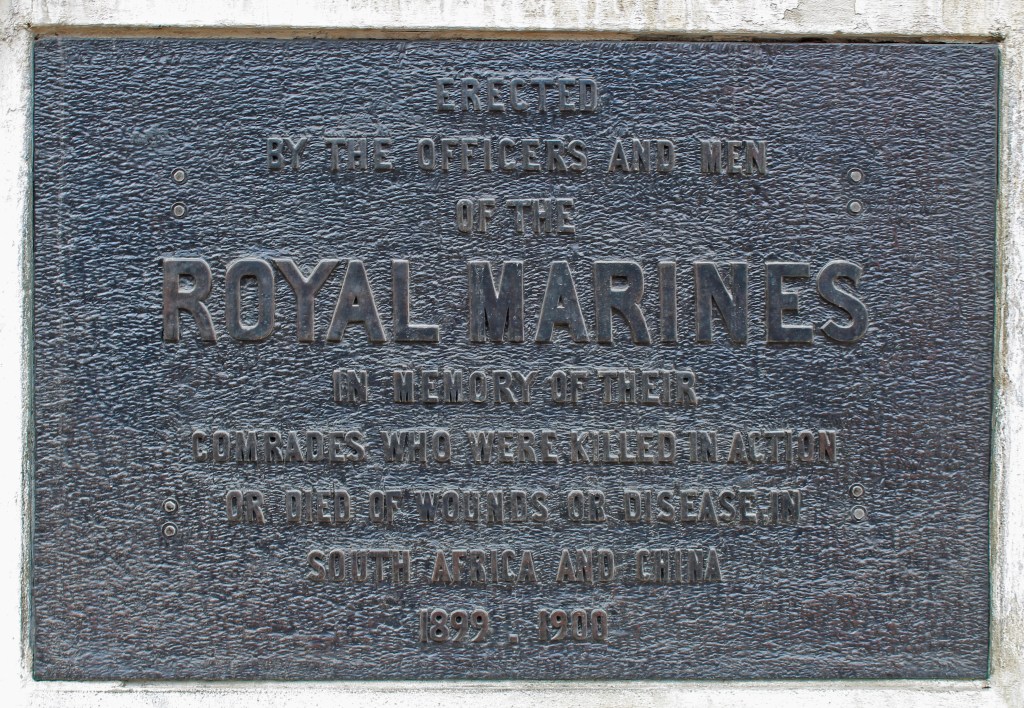 ERECTED
BY THE OFFICERS AND MEN
OF THE
ROYAL MARINES
IN MEMORY OF THEIR
COMRADES WHO WERE KILLED IN ACTION
OR DIED OF WOUNDS OR DISEASE, IN
SOUTH AFRICA AND CHINA
1899 . 1900